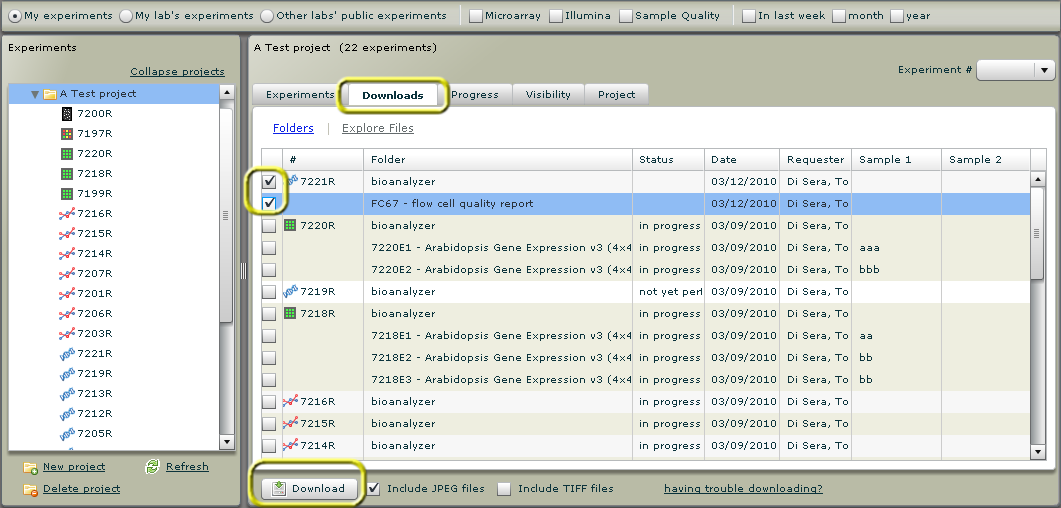 My experiments My lab's experiments Other labs' public experiments Microarray Illumina Sample Quality In last week month year
Experiments
Collapse projects
A Test project
7200R
7197R
7220R
7218R
7199R
7216R
7215R
7214R
7207R
7201R
7206R
7203R
7221R
7219R
7213R
7212R
7205R
New project Refresh
Delete project
A Test project (22 experiments)
Experiment #
Experiments Downloads Progress Visibility Project
Folders Explore Files
# Folder Status Date Requester Sample 1 Sample 2
7221R bioanalyzer 03/12/2010 Di Sera, To
FC67 - flow cell quality report 03/12/2010 Di Sera, To
7220R bioanalyzer in progress 03/09/2010 Di Sera, To
7220E1 - Arabidopsis Gene Expression v3 (4x4 in progress 03/09/2010 Di Sera, To aaa
7220E2 - Arabidopsis Gene Expression v3 (4x4 in progress 03/09/2010 Di Sera, To bbb
7219R bioanalyzer not yet perf 03/09/2010 Di Sera, To
7218R bioanalyzer in progress 03/09/2010 Di Sera, To
7218E1 - Arabidopsis Gene Expression v3 (4x4 in progress 03/09/2010 Di Sera, To aa
7218E2 - Arabidopsis Gene Expression v3 (4x4 in progress 03/09/2010 Di Sera, To bb
7218E3 - Arabidopsis Gene Expression v3 (4x4 in progress 03/09/2010 Di Sera, To bb
7216R bioanalyzer in progress 03/09/2010 Di Sera, To
7215R bioanalyzer in progress 03/09/2010 Di Sera, To
7214R bioanalyzer in progress 03/09/2010 Di Sera, To
Download Include JPEG files Include TIFF files having trouble downloading?